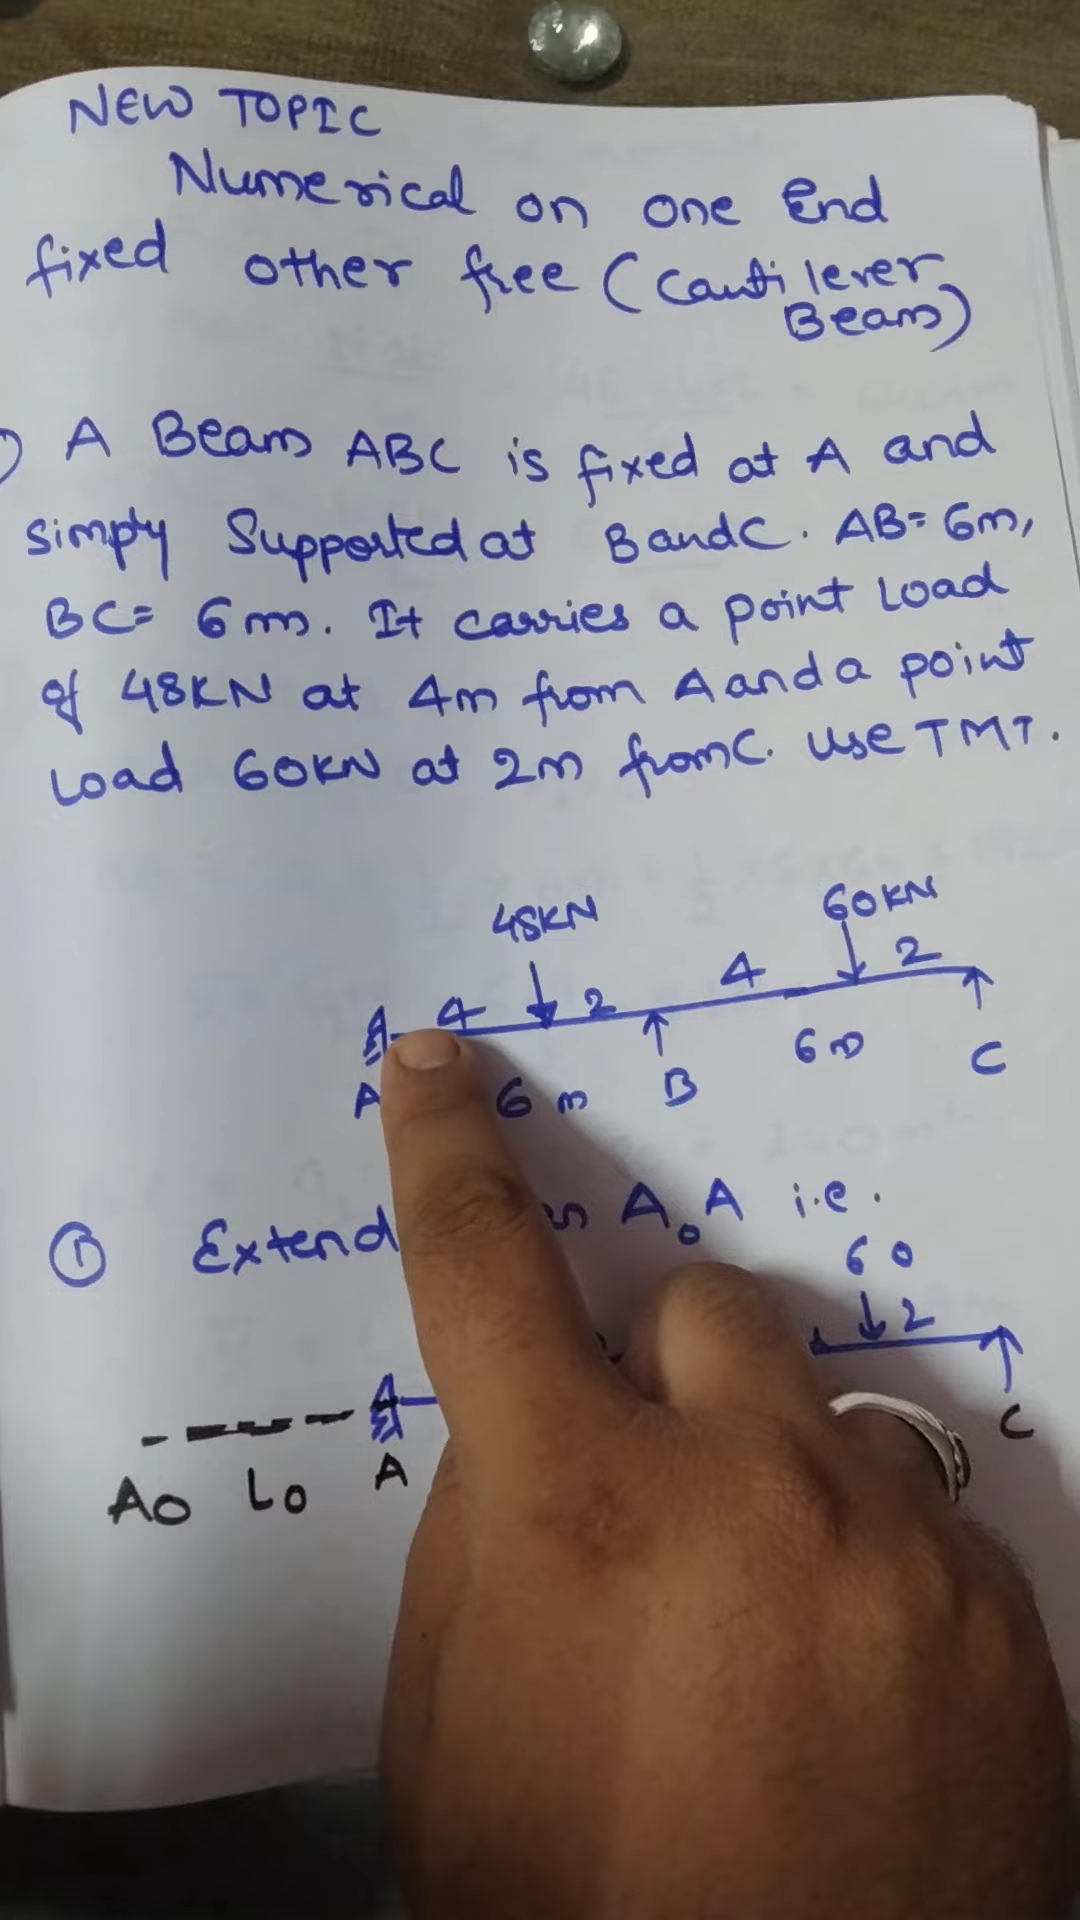 NEW TOPIC
Numerical on one End
fixed other free (Cantilever
Beam)
A Beam ABC is fixed at A and
simply Supported at B and C. AB= 6m,
BC= 6m. It carries a point Load
of 48KN at 4m from A and a point
Load 60KN at 2m from C. Use TMT.
48KN 60KN
4 2 4 2
A 6m B 6m C
① Extend A₀A i.e.
60
2
A₀ L₀ A C